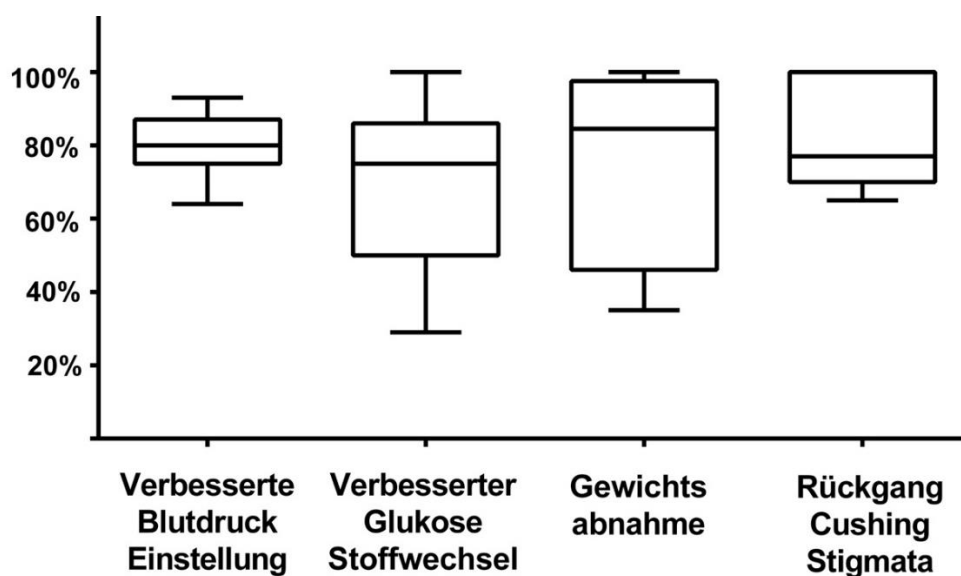 100%
80%
60%
40%
20%
Verbesserte
Blutdruck
Einstellung
Verbesserter
Glukose
Stoffwechsel
Gewichts
abnahme
Rückgang
Cushing
Stigmata